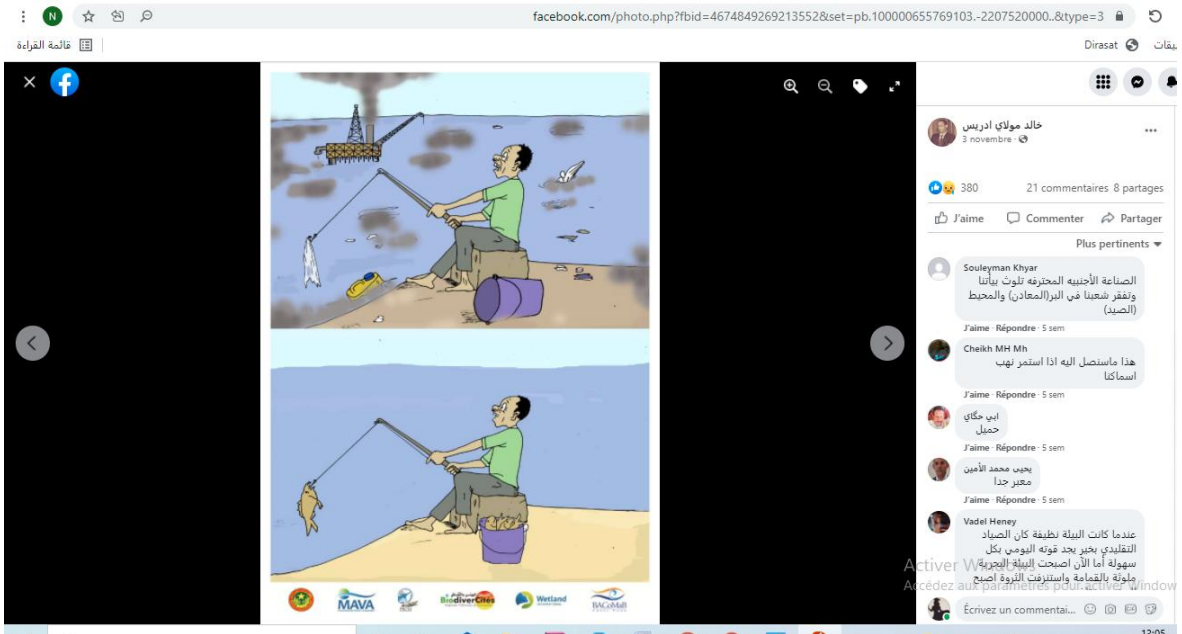 facebook.com/photo.php?fbid=4674849269213552&set=pb.100000655769103.-2207520000..&type=3
N
قائمة القراءة
Dirasat
خالد مولاي ادريس
3 novembre
380
21 commentaires 8 partages
J'aime
Commenter
Partager
Plus pertinents
Souleyman Khyar
الصناعة الأجنبيه المحترفه تلوث بيأتنا
وتفقر شعبنا في البر(المعادن) والمحيط
(الصيد)
J'aime · Répondre · 5 sem
Cheikh MH Mh
هذا ماسنصل اليه اذا استمر نهب
اسماكنا
J'aime · Répondre · 5 sem
ابي حگاي
جميل
J'aime · Répondre · 5 sem
يحيى محمد الأمين
معبر جدا
J'aime · Répondre · 5 sem
Vadel Heney
عندما كانت البيئة نظيفة كان الصياد
التقليدي بخير يجد قوته اليومي بكل
سهولة أما الآن اصبحت البيئة البحرية
ملوثة بالقمامة واستنزفت الثروة اصبح
Activer Windows
Accédez aux paramètres pour activer Window
Écrivez un commentai...
MAVA
BiodiverCités
Wetland
BACoMaB
12:05